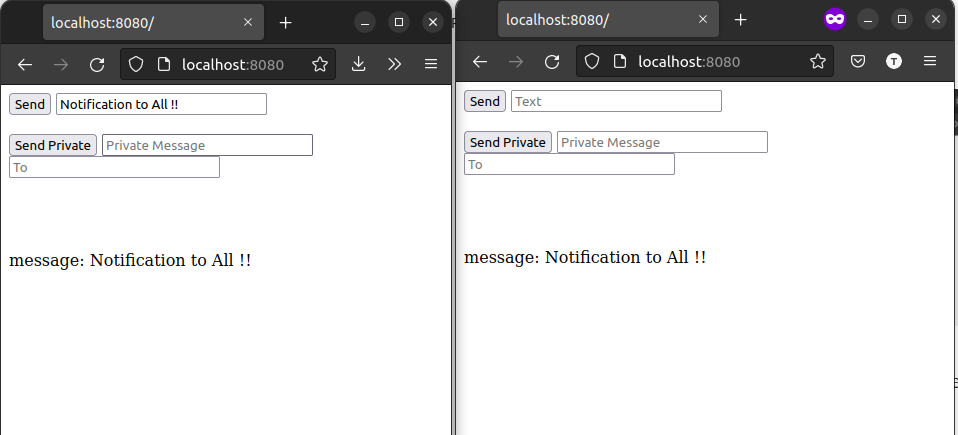 localhost:8080/
localhost:8080
Send Notification to All !!
Send Private Private Message
To
message: Notification to All !!
localhost:8080/
T
localhost:8080
Send Text
Send Private Private Message
To
message: Notification to All !!